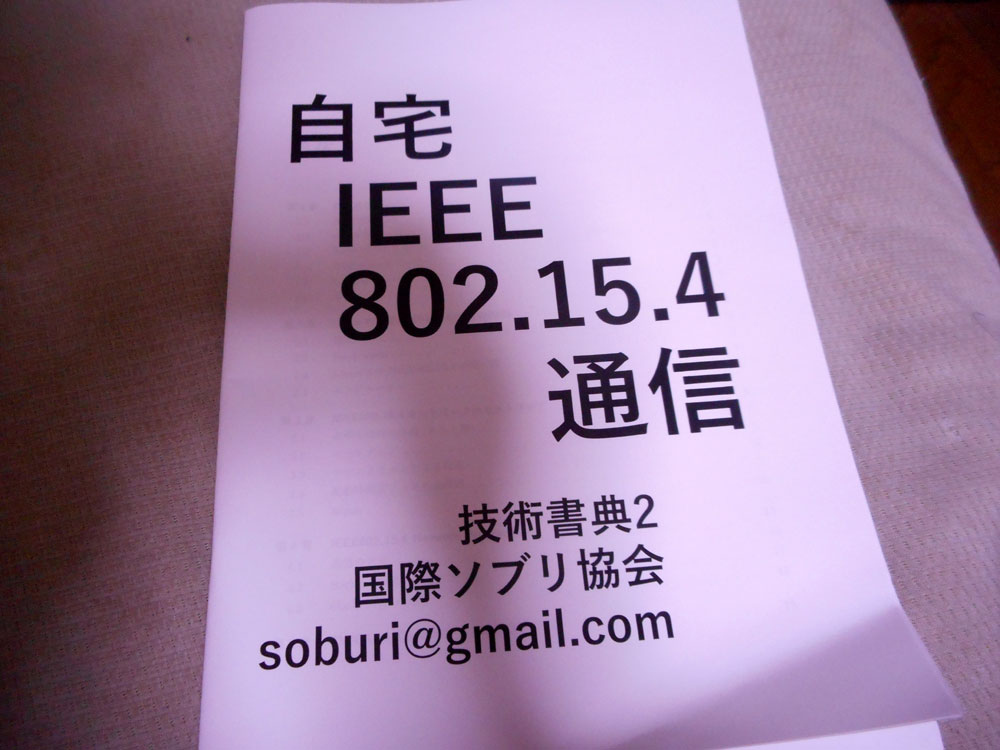 自宅
IEEE
802.15.4
通信
技術書典2
国際ソブリ協会
soburi@gmail.com